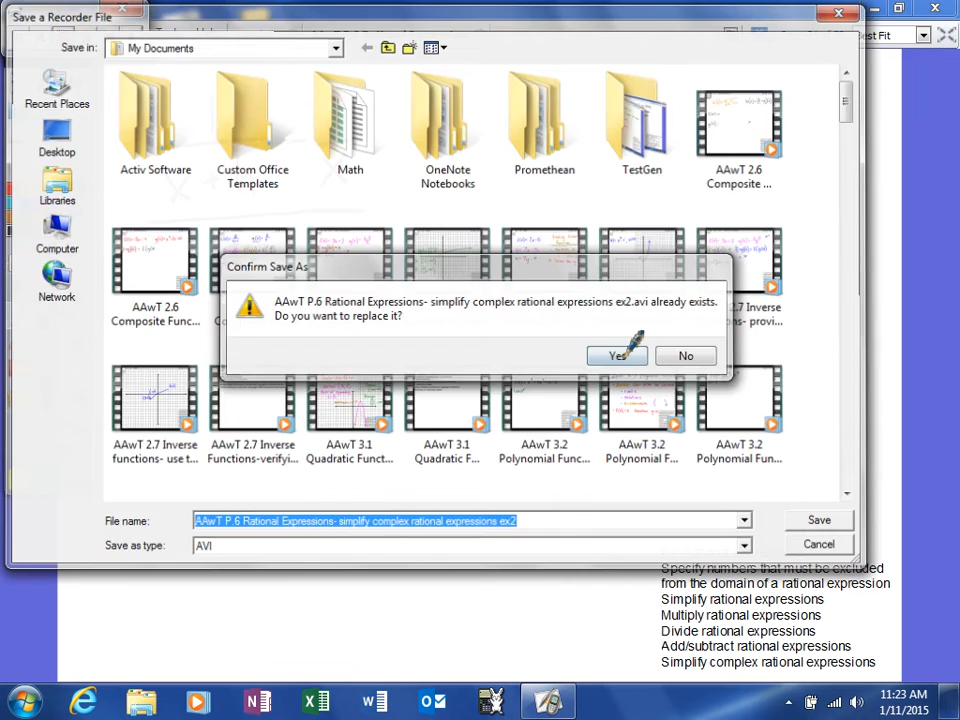 Save a Recorder File
est Fit
Save in:
My Documents
Recent Places
Desktop
Libraries
Computer
Network
Activ Software
Custom Office
Templates
Math
OneNote
Notebooks
Promethean
TestGen
AAwT 2.6
Composite ...
AAwT 2.6
Composite Func...
2.7 Inverse
ons- provi...
Confirm Save As
AAwT P.6 Rational Expressions- simplify complex rational expressions ex2.avi already exists.
Do you want to replace it?
Yes
No
AAwT 2.7 Inverse
functions- use t...
AAwT 2.7 Inverse
Functions-verifyi...
AAwT 3.1
Quadratic Funct...
AAwT 3.1
Quadratic F...
AAwT 3.2
Polynomial Func...
AAwT 3.2
Polynomial F...
AAwT 3.2
Polynomial Fun...
File name:
AAwT P.6 Rational Expressions- simplify complex rational expressions ex2
Save
Save as type:
AVI
Cancel
Specify numbers that must be excluded
from the domain of a rational expression
Simplify rational expressions
Multiply rational expressions
Divide rational expressions
Add/subtract rational expressions
Simplify complex rational expressions
11:23 AM
1/11/2015